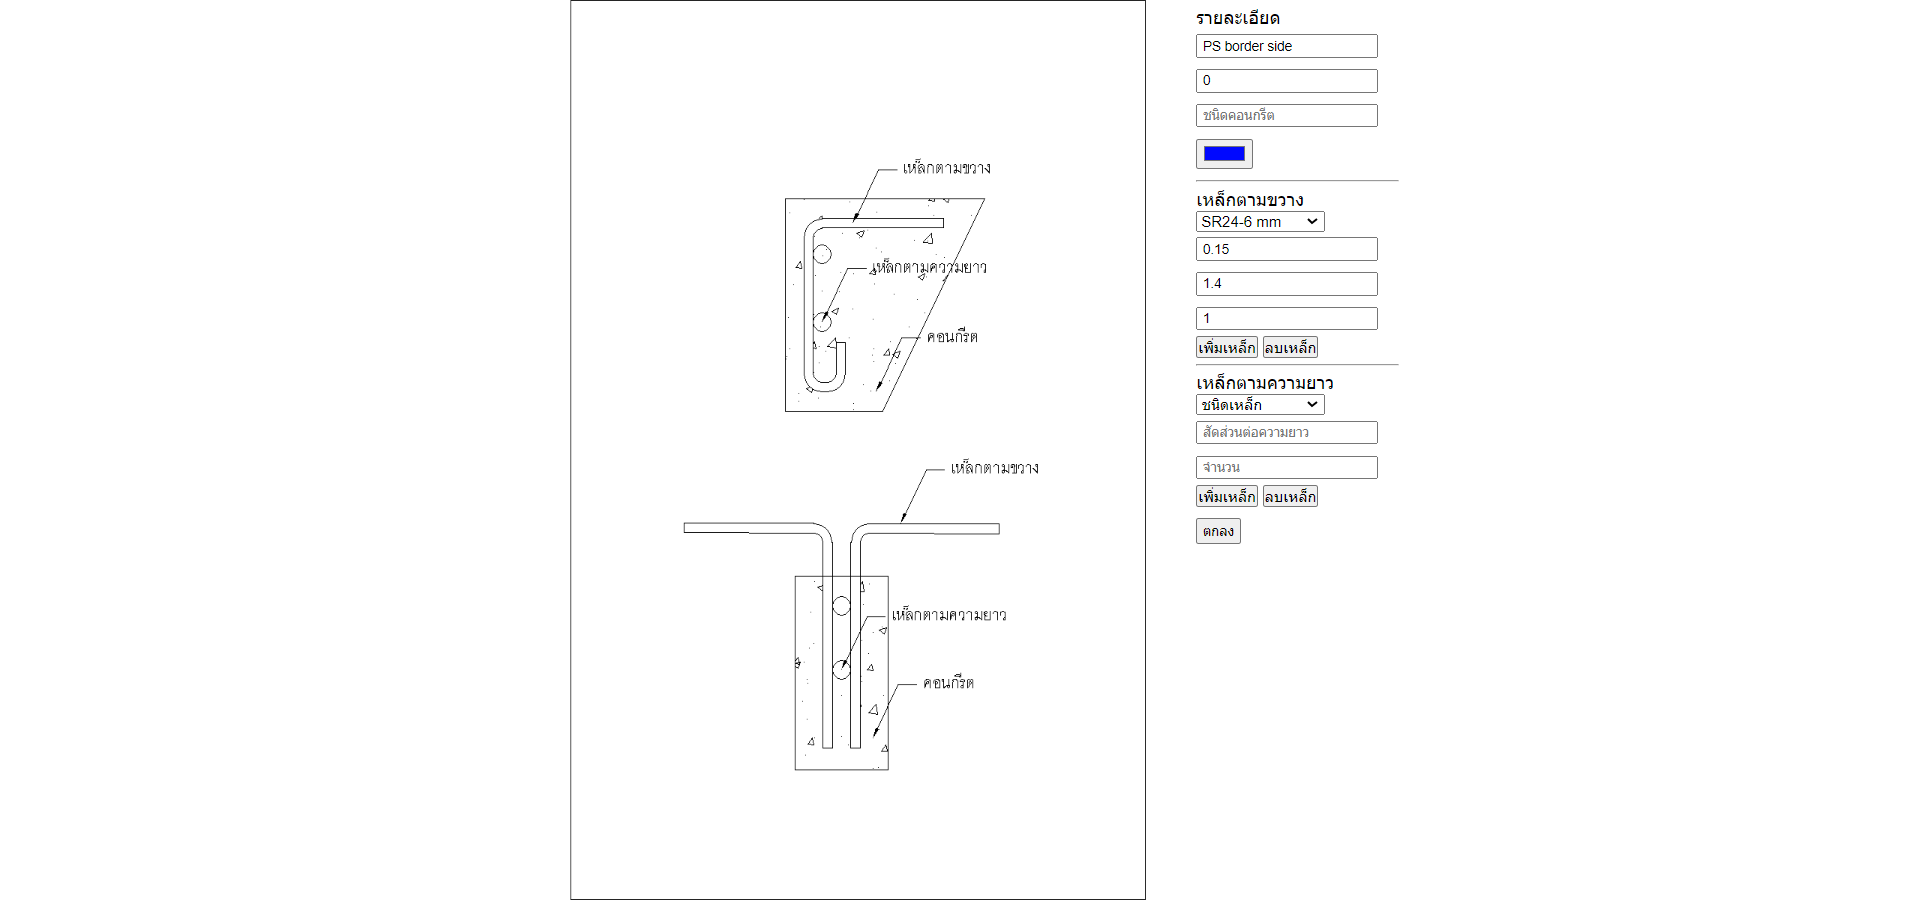 เหล็กตามขวาง
เหล็กตามความยาว
คอนกรีต
เหล็กตามขวาง
เหล็กตามความยาว
คอนกรีต
รายละเอียด
PS border side
0
ชนิดคอนกรีต
เหล็กตามขวาง
SR24-6 mm
0.15
1.4
1
เพิ่มเหล็ก ลบเหล็ก
เหล็กตามความยาว
ชนิดเหล็ก
สัดส่วนต่อความยาว
จำนวน
เพิ่มเหล็ก ลบเหล็ก
ตกลง